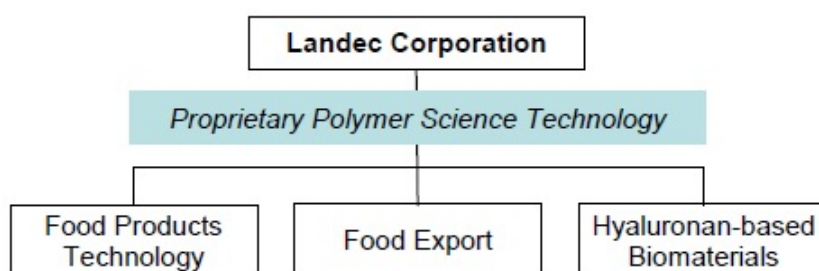 Landec Corporation
Proprietary Polymer Science Technology
Food Products
Technology
Food Export
Hyaluronan-based
Biomaterials